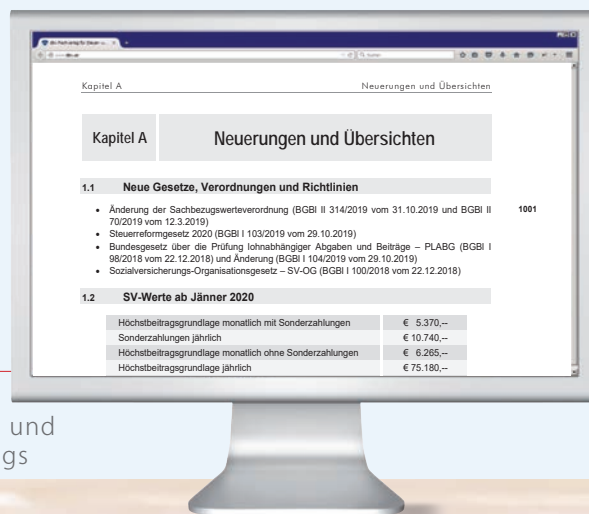 Kapitel A
Neuerungen und Übersichten
Kapitel A
Neuerungen und Übersichten
1.1 Neue Gesetze, Verordnungen und Richtlinien
• Änderung der Sachbezugswerteverordnung (BGBl II 314/2019 vom 31.10.2019 und BGBl II 1001
70/2019 vom 12.3.2019)
• Steuerreformgesetz 2020 (BGBl I 103/2019 vom 29.10.2019)
• Bundesgesetz über die Prüfung lohnabhängiger Abgaben und Beiträge – PLABG (BGBl I
98/2018 vom 22.12.2018) und Änderung (BGBl I 104/2019 vom 29.10.2019)
• Sozialversicherungs-Organisationsgesetz – SV-OG (BGBl I 100/2018 vom 22.12.2018)
1.2 SV-Werte ab Jänner 2020
Höchstbeitragsgrundlage monatlich mit Sonderzahlungen € 5.370,--
Sonderzahlungen jährlich € 10.740,--
Höchstbeitragsgrundlage monatlich ohne Sonderzahlungen € 6.265,--
Höchstbeitragsgrundlage jährlich € 75.180,--
und
gs